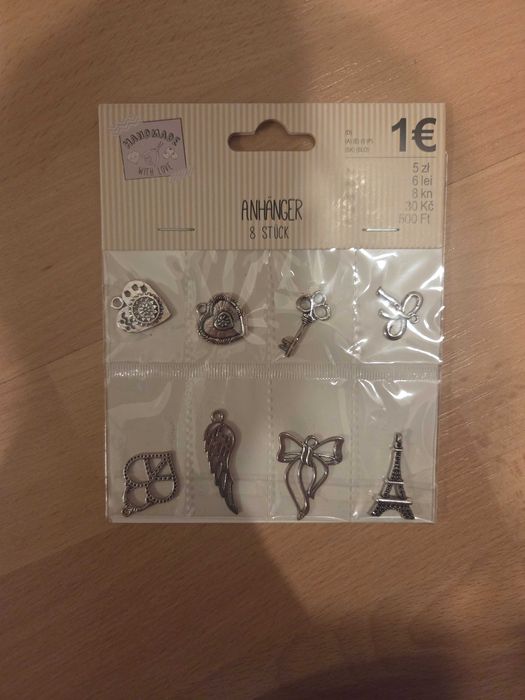 HANDMADE
WITH LOVE
ANHÄNGER
8 STÜCK
(D)
1€
5 zł
6 lei
8 kn
30 Kč
500 Ft